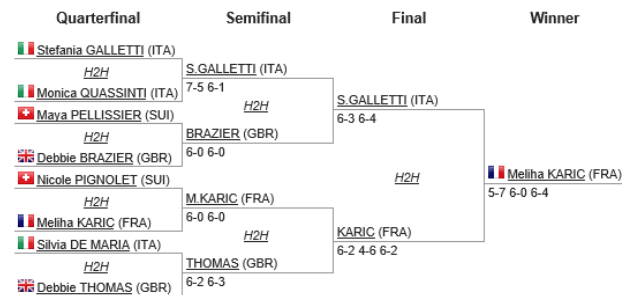 Quarterfinal Semifinal Final Winner
Stefania GALLETTI (ITA)
H2H
Monica QUASSINTI (ITA)
Maya PELLISSIER (SUI)
H2H
Debbie BRAZIER (GBR)
Nicole PIGNOLET (SUI)
H2H
Meliha KARIC (FRA)
Silvia DE MARIA (ITA)
H2H
Debbie THOMAS (GBR)
S.GALLETTI (ITA)
7-5 6-1
H2H
BRAZIER (GBR)
6-0 6-0
M.KARIC (FRA)
6-0 6-0
H2H
THOMAS (GBR)
6-2 6-3
S.GALLETTI (ITA)
6-3 6-4
H2H
KARIC (FRA)
6-2 4-6 6-2
Meliha KARIC (FRA)
5-7 6-0 6-4